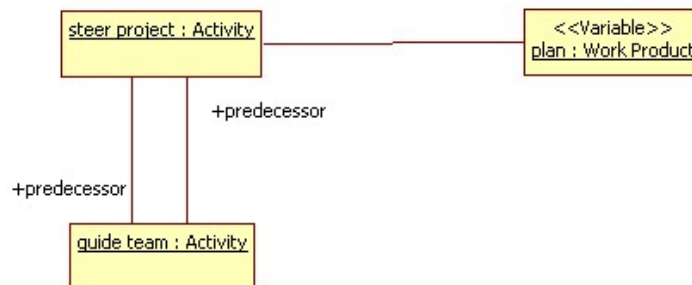 steer project : Activity
<<Variable>>
plan : Work Product
+predecessor
+predecessor
guide team : Activity